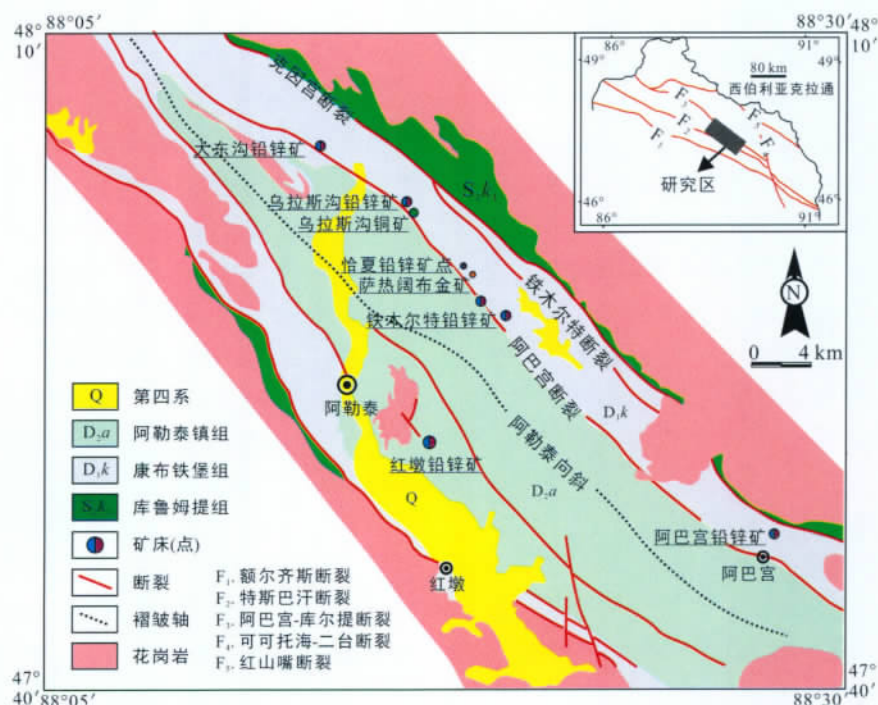 88°05′
88°30′
48°
10′
48°
10′
86°
91°
49°
49°
80 km
西伯利亚克拉通
F₃
F₂
F₁
F₅
F₄
研究区
46°
46°
86°
91°
克因宫断裂
大东沟铅锌矿
乌拉斯沟铅锌矿
乌拉斯沟铜矿
恰夏铅锌矿点
萨热阔布金矿
铁木尔特铅锌矿
铁木尔特断裂
阿巴宫断裂
N
0 4 km
D₁k
阿勒泰
阿勒泰向斜
红墩铅锌矿
Q
D₂a
阿巴宫铅锌矿
阿巴宫
红墩
Q 第四系
D₂a 阿勒泰镇组
D₁k 康布铁堡组
库鲁姆提组
矿床(点)
断裂
褶皱轴
花岗岩
F₁.额尔齐斯断裂
F₂.特斯巴汗断裂
F₃.阿巴宫-库尔提断裂
F₄.可可托海-二台断裂
F₅.红山嘴断裂
47°
40′
47°
40′
88°05′
88°30′